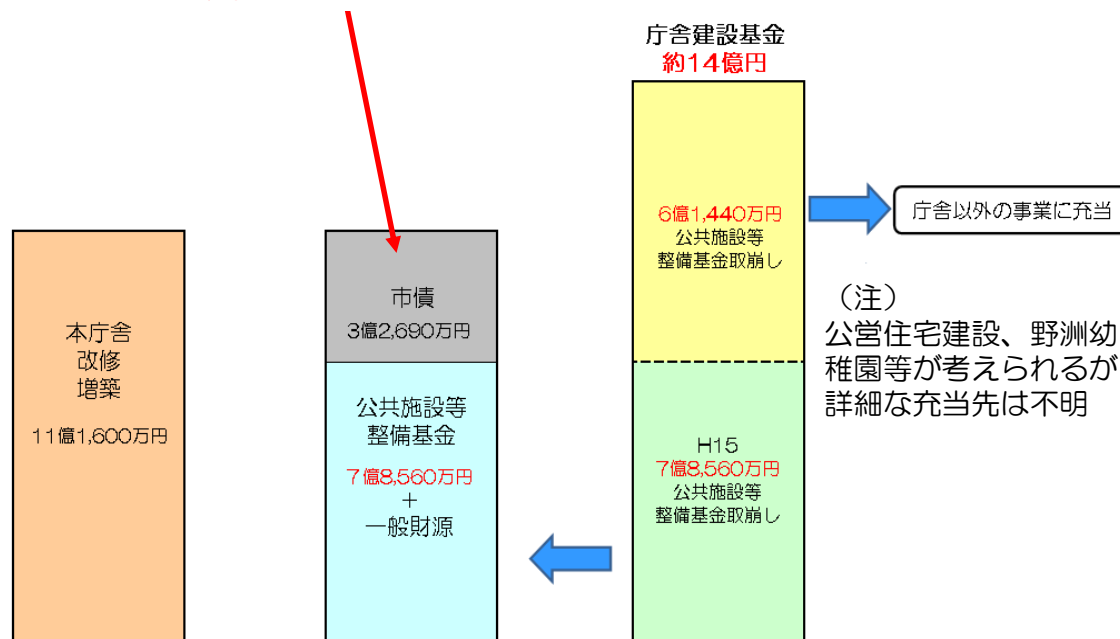 庁舎建設基金
約14億円
6億1,440万円
公共施設等
整備基金取崩し
庁舎以外の事業に充当
（注）
公営住宅建設、野洲幼
稚園等が考えられるが
詳細な充当先は不明
H15
7億8,560万円
公共施設等
整備基金取崩し
市債
3億2,690万円
公共施設等
整備基金
7億8,560万円
＋
一般財源
本庁舎
改修
増築
11億1,600万円